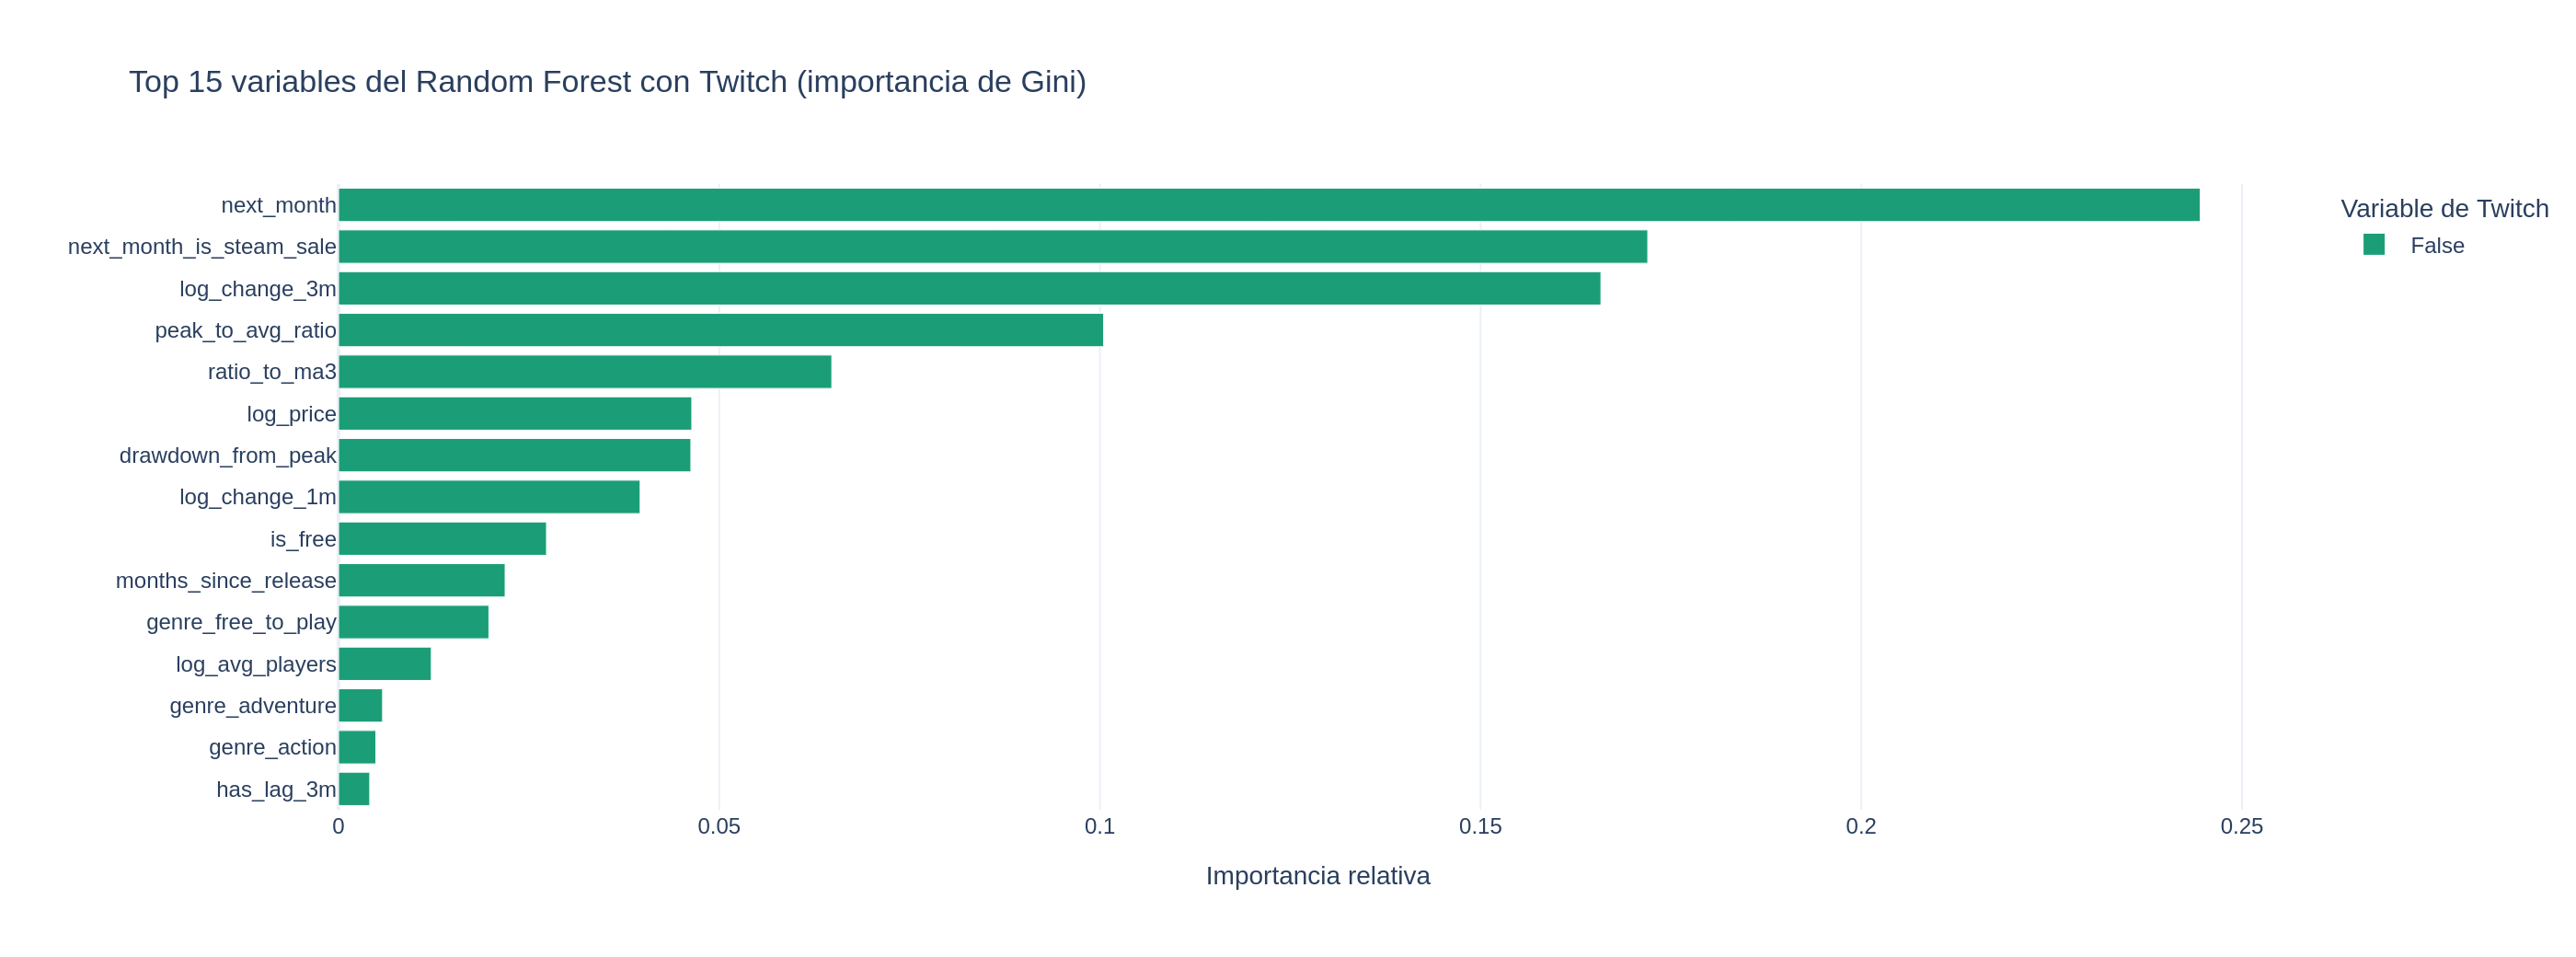 Top 15 variables del Random Forest con Twitch (importancia de Gini)
next_month
next_month_is_steam_sale
log_change_3m
peak_to_avg_ratio
ratio_to_ma3
log_price
drawdown_from_peak
log_change_1m
is_free
months_since_release
genre_free_to_play
log_avg_players
genre_adventure
genre_action
has_lag_3m
0 0.05 0.1 0.15 0.2 0.25
Importancia relativa
Variable de Twitch
False